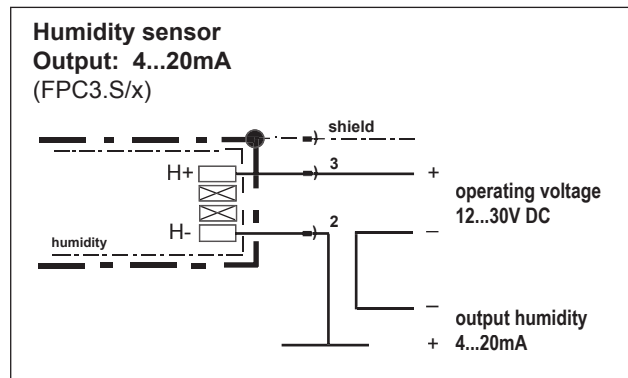 Humidity sensor
Output: 4...20mA
(FPC3.S/x)
shield
H+
3
+
operating voltage
12...30V DC
H-
2
–
humidity
–
output humidity
+
4...20mA